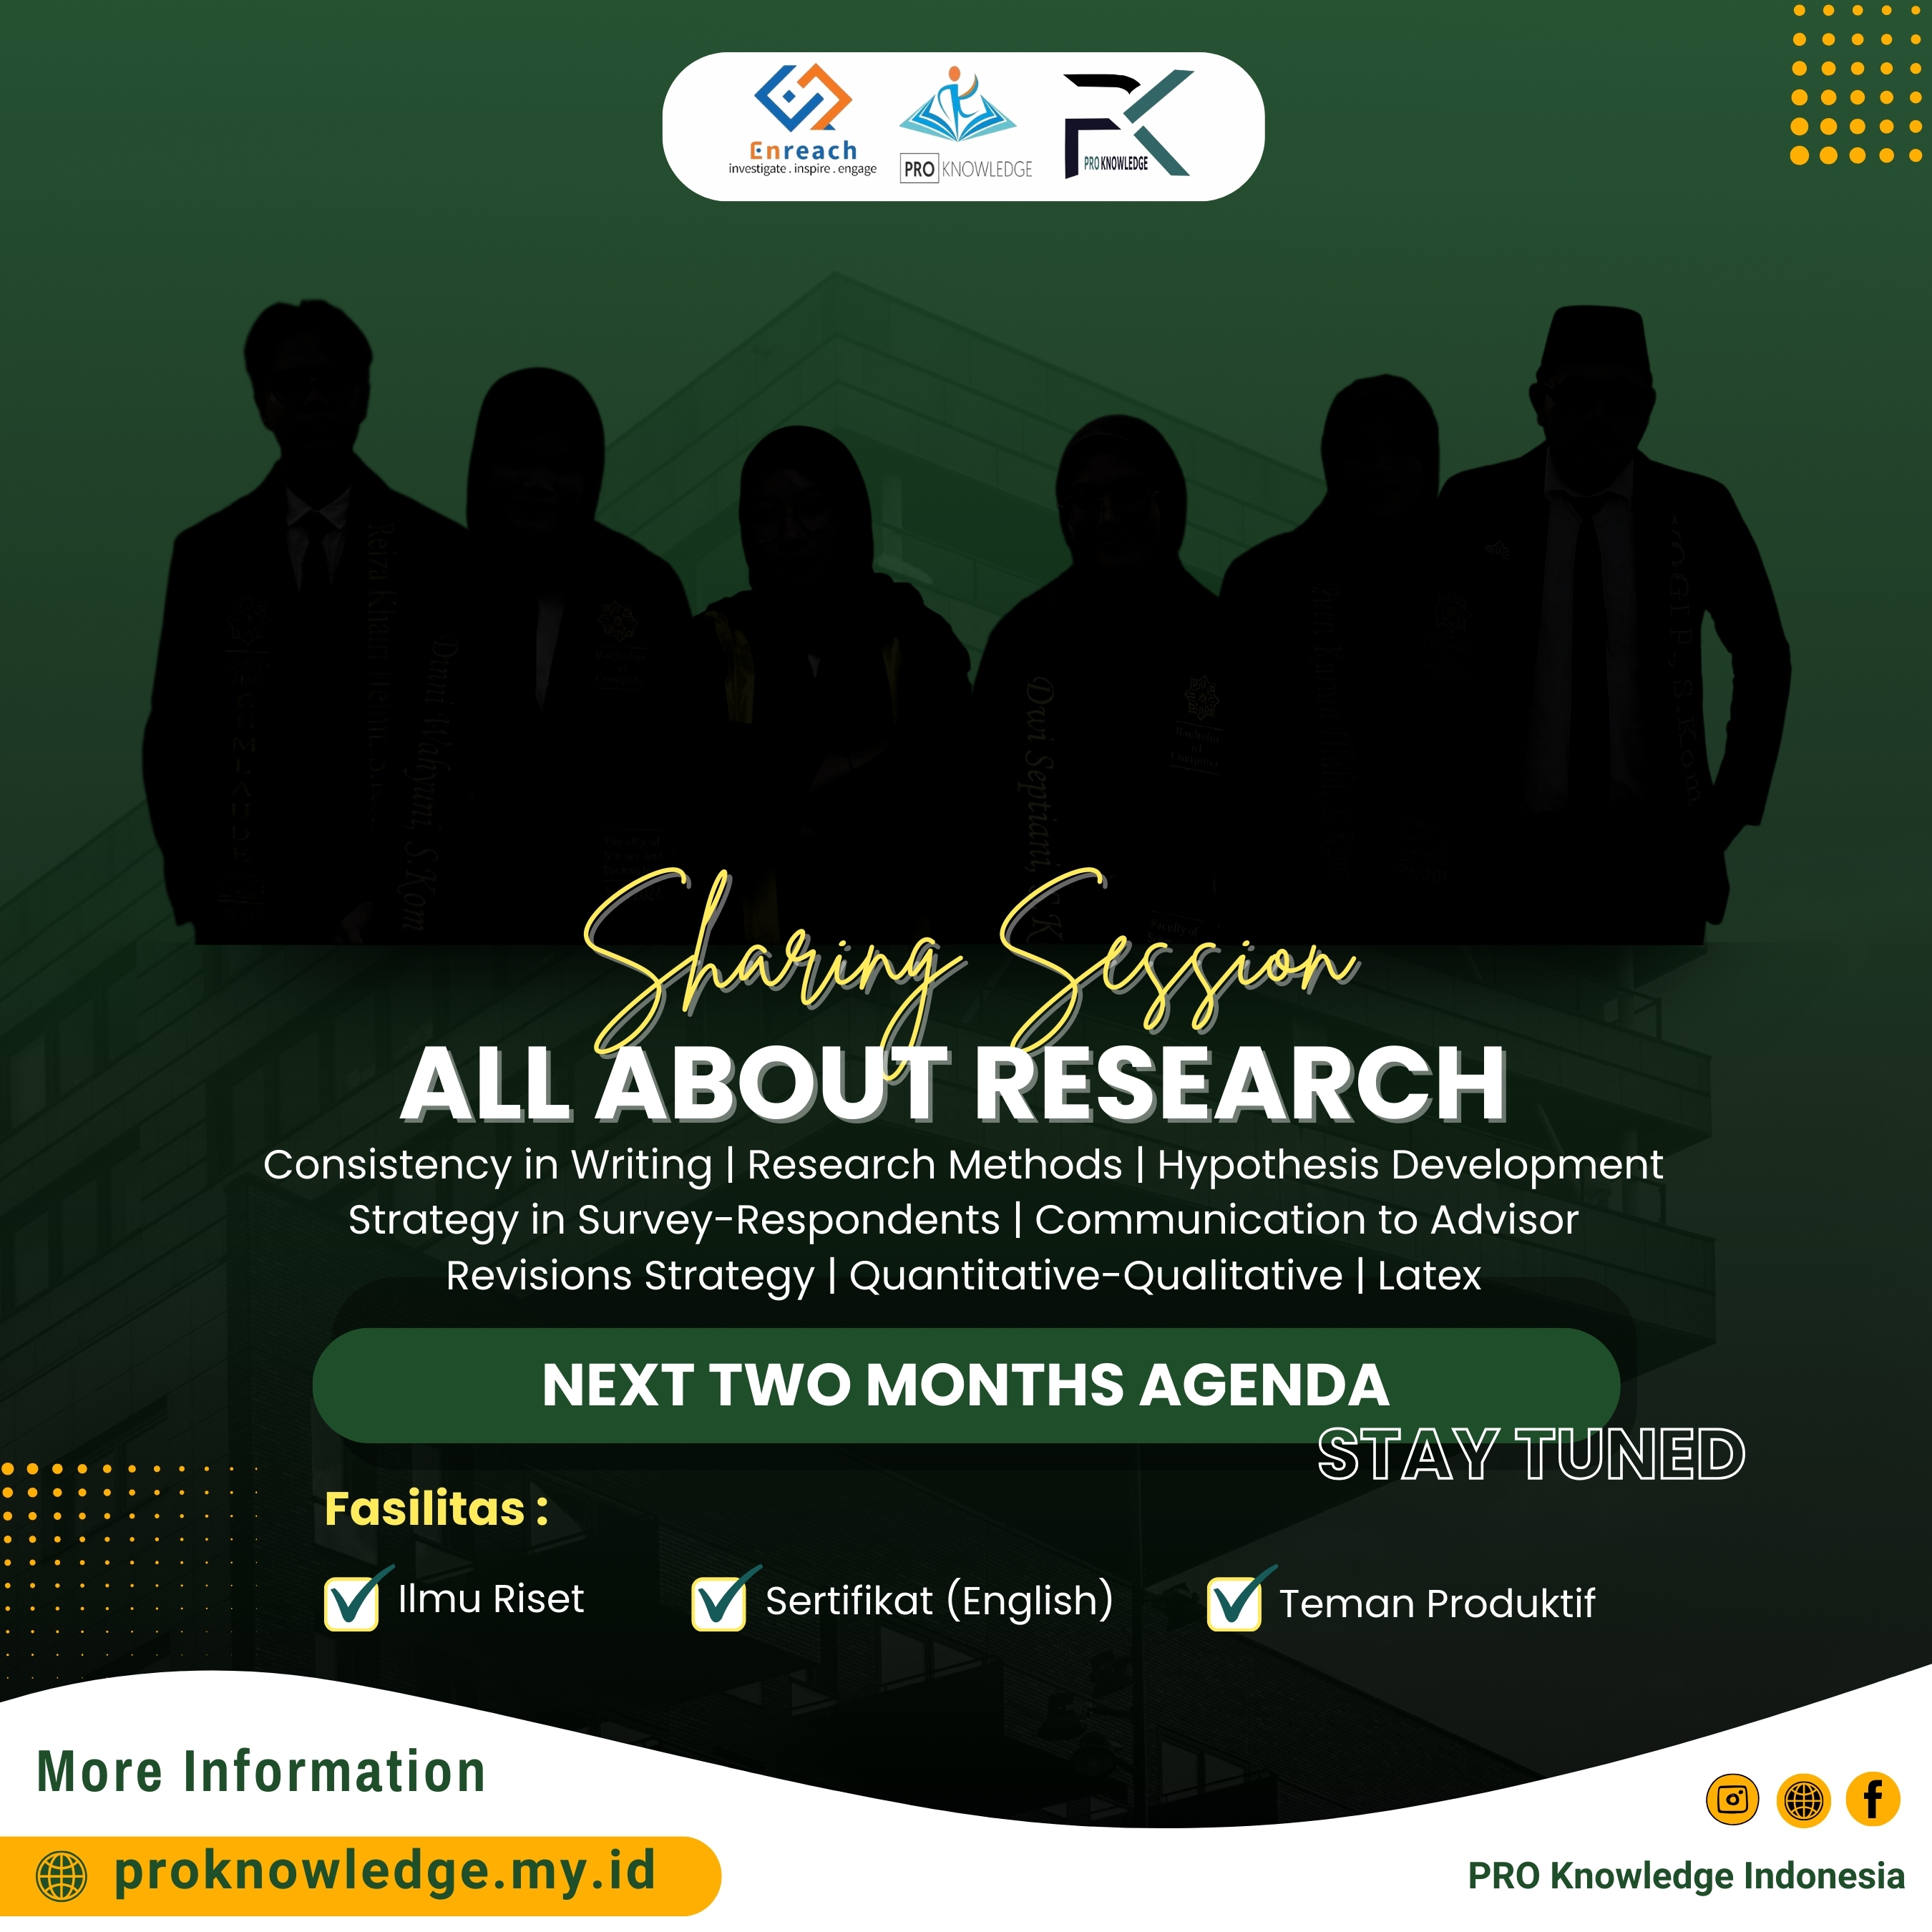 Enreach
investigate . inspire . engage
PRO KNOWLEDGE
PROKNOWLEDGE
Dinni Wahyuni, S.Kom
Dwi Septiani, S.K
Sharing Session
ALL ABOUT RESEARCH
Consistency in Writing | Research Methods | Hypothesis Development
Strategy in Survey-Respondents | Communication to Advisor
Revisions Strategy | Quantitative-Qualitative | Latex
NEXT TWO MONTHS AGENDA
STAY TUNED
Fasilitas :
Ilmu Riset
Sertifikat (English)
Teman Produktif
More Information
proknowledge.my.id
PRO Knowledge Indonesia